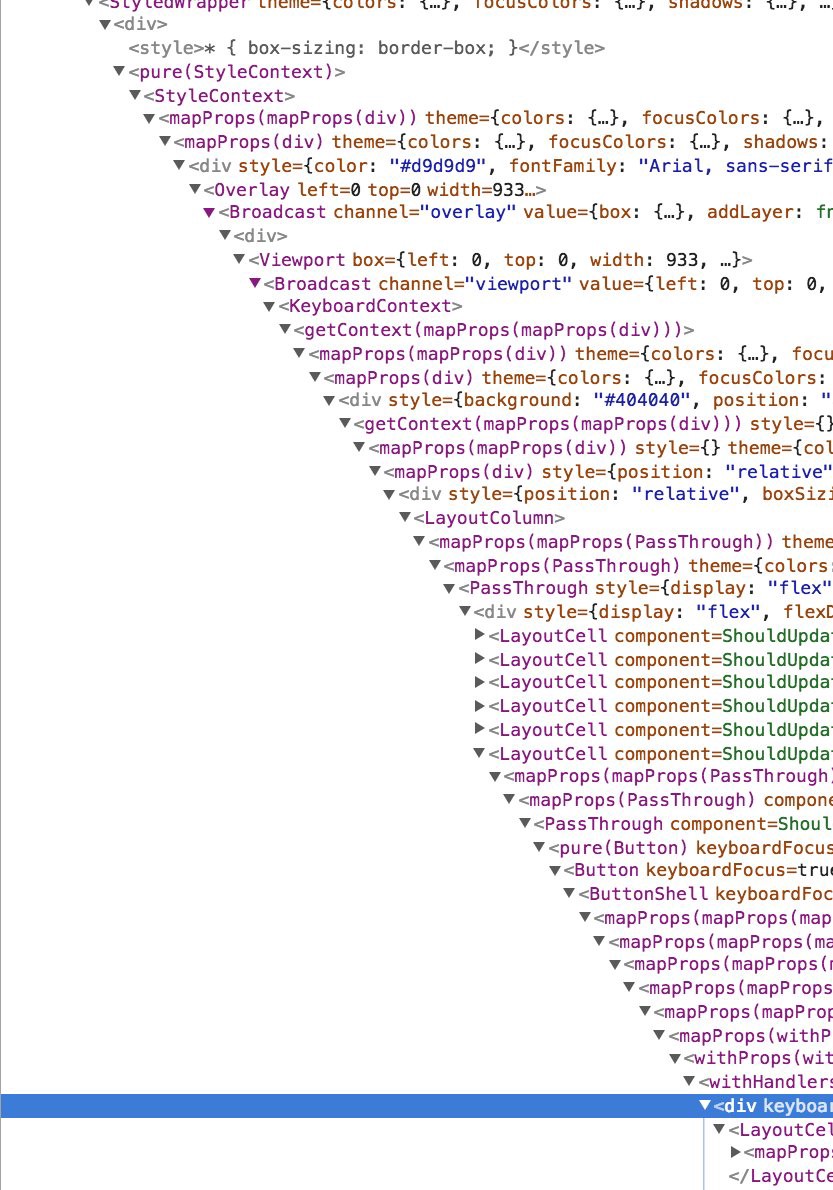 ▼<StyledWrapper theme={colors: {…}, focusColors: {…}, shadows: {…}, …
▼<div>
<style>* { box-sizing: border-box; }</style>
▼<pure(StyleContext)>
▼<StyleContext>
▼<mapProps(mapProps(div)) theme={colors: {…}, focusColors: {…},
▼<mapProps(div) theme={colors: {…}, focusColors: {…}, shadows:
▼<div style={color: "#d9d9d9", fontFamily: "Arial, sans-serif
▼<Overlay left=0 top=0 width=933…>
▼<Broadcast channel="overlay" value={box: {…}, addLayer: fn
▼<div>
▼<Viewport box={left: 0, top: 0, width: 933, …}>
▼<Broadcast channel="viewport" value={left: 0, top: 0,
▼<KeyboardContext>
▼<getContext(mapProps(mapProps(div)))>
▼<mapProps(mapProps(div)) theme={colors: {…}, focu
▼<mapProps(div) theme={colors: {…}, focusColors:
▼<div style={background: "#404040", position: "
▼<getContext(mapProps(mapProps(div))) style={}
▼<mapProps(mapProps(div)) style={} theme={col
▼<mapProps(div) style={position: "relative"
▼<div style={position: "relative", boxSizi
▼<LayoutColumn>
▼<mapProps(mapProps(PassThrough)) theme
▼<mapProps(PassThrough) theme={colors:
▼<PassThrough style={display: "flex"
▼<div style={display: "flex", flexD
▶<LayoutCell component=ShouldUpdat
▶<LayoutCell component=ShouldUpdat
▶<LayoutCell component=ShouldUpdat
▶<LayoutCell component=ShouldUpdat
▶<LayoutCell component=ShouldUpdat
▼<LayoutCell component=ShouldUpdat
▼<mapProps(mapProps(PassThrough)
▼<mapProps(PassThrough) compone
▼<PassThrough component=Shoul
▼<pure(Button) keyboardFocus
▼<Button keyboardFocus=true
▼<ButtonShell keyboardFoc
▼<mapProps(mapProps(map
▼<mapProps(mapProps(ma
▼<mapProps(mapProps(m
▼<mapProps(mapProps
▼<mapProps(mapProp
▼<mapProps(withP
▼<withProps(wit
▼<withHandlers
▼<div keyboar
▼<LayoutCel
▶<mapProps
</LayoutCe